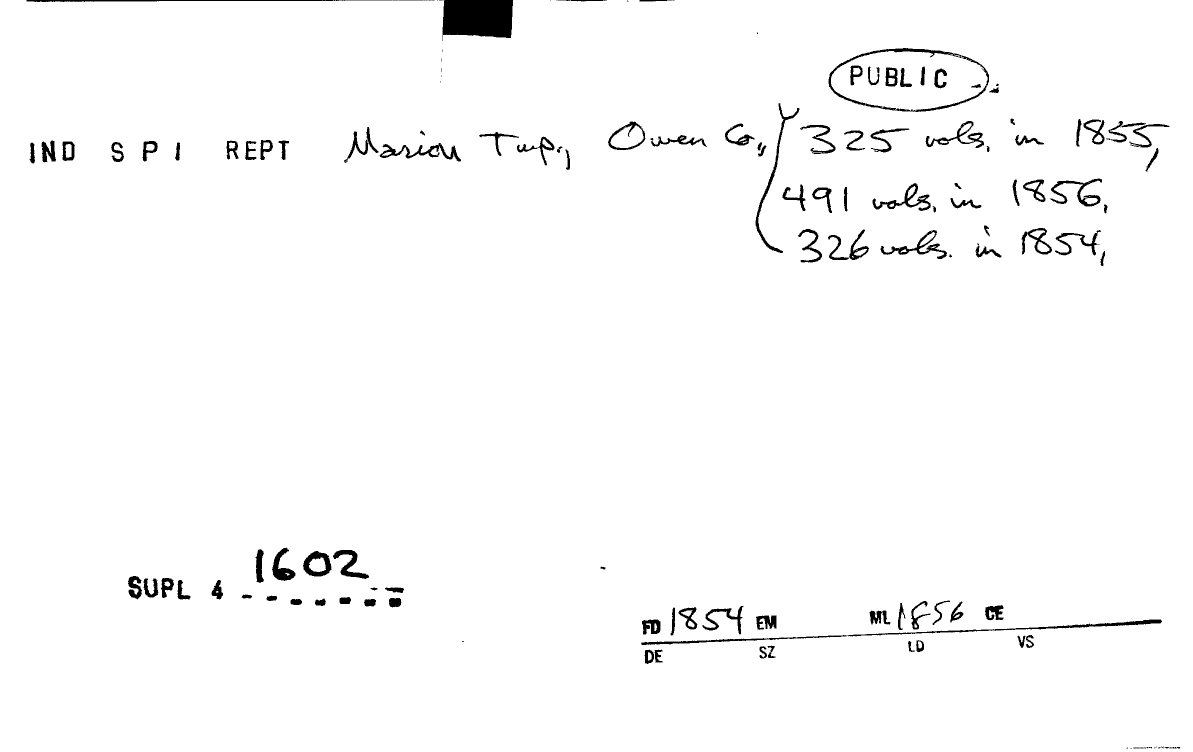 PUBLIC
IND S P I REPT Marion Twp., Owen Co., 325 vols. in 1855,
491 vols. in 1856,
326 vols. in 1854,
SUPL 4 1602
FD 1854 EM ML 1856 CE
DE SZ LD VS